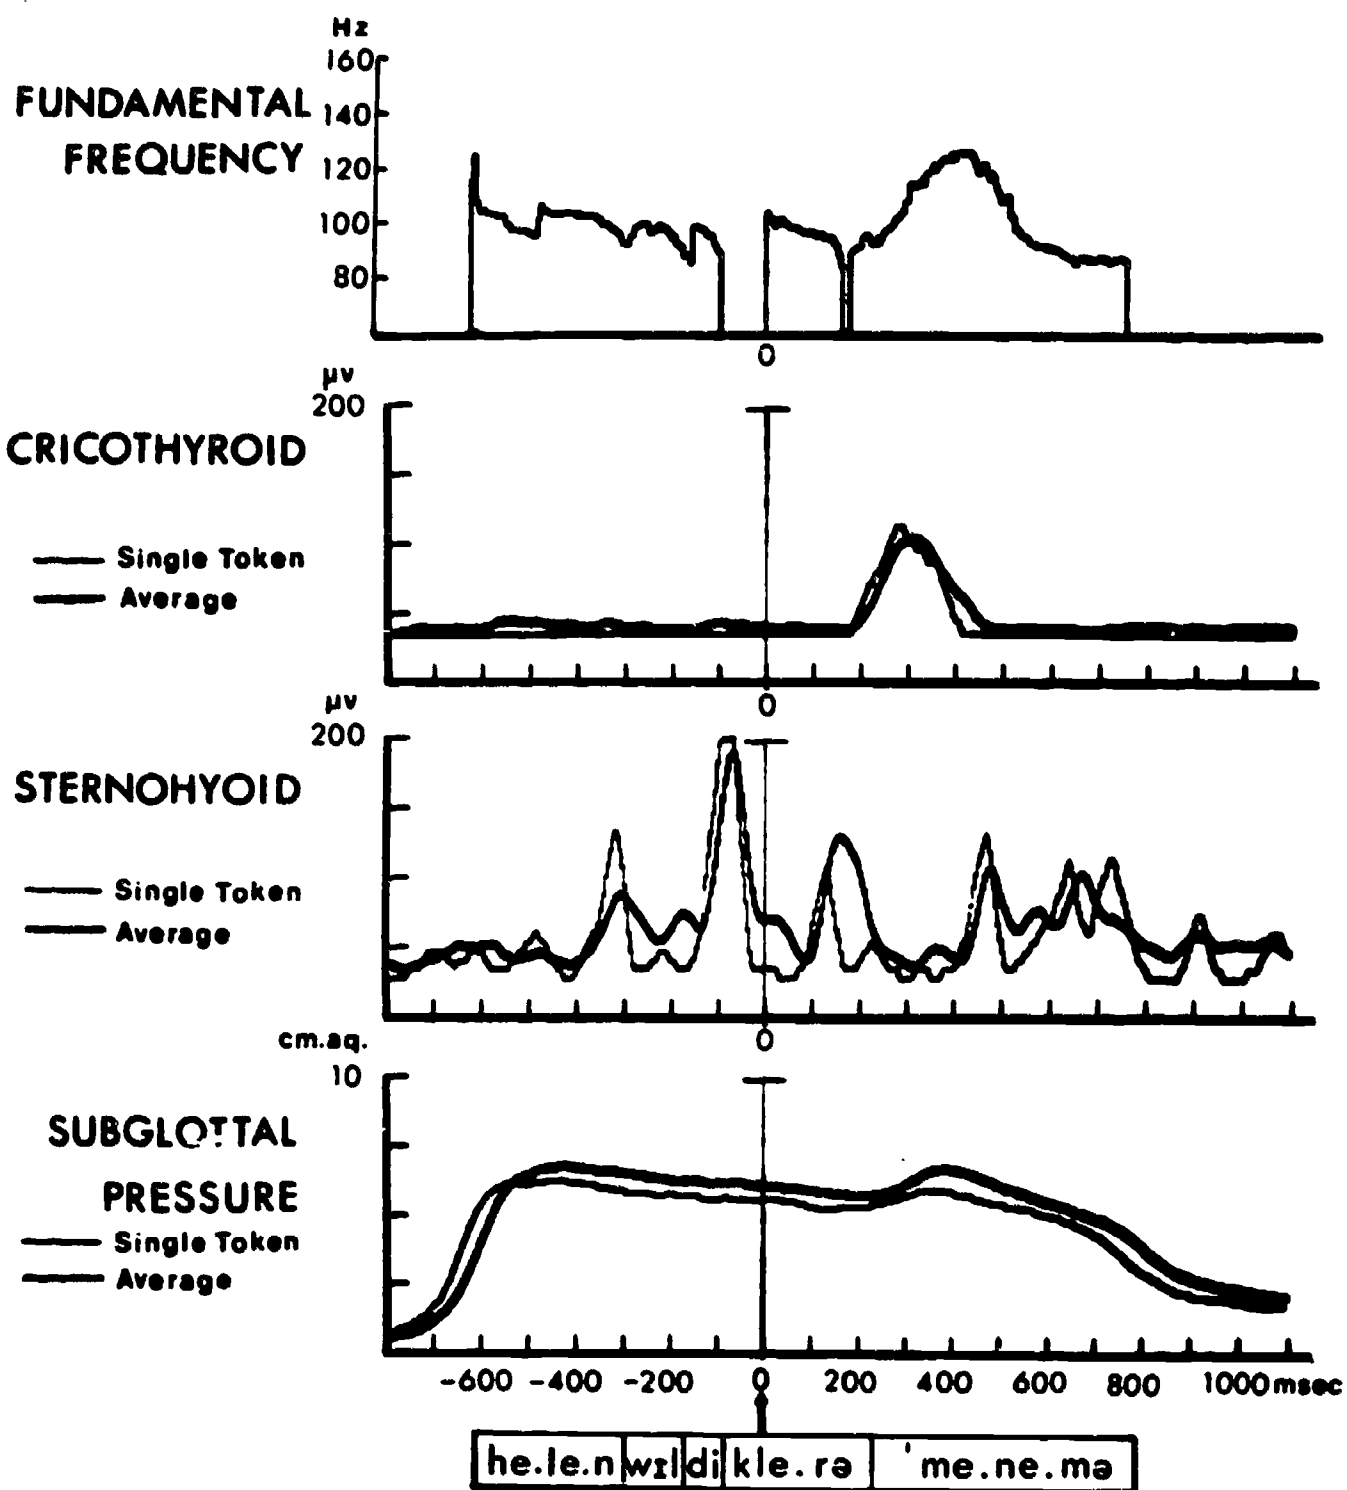 Hz
160
FUNDAMENTAL 140
FREQUENCY 120
100
80
0
μv
200
CRICOTHYROID
Single Token
Average
0
μv
200
STERNOHYOID
Single Token
Average
0
cm.aq.
10
SUBGLOTTAL
PRESSURE
Single Token
Average
-600 -400 -200 0 200 400 600 800 1000 msec
he.le.n wɪl di kle.rə ˈme.ne.mə